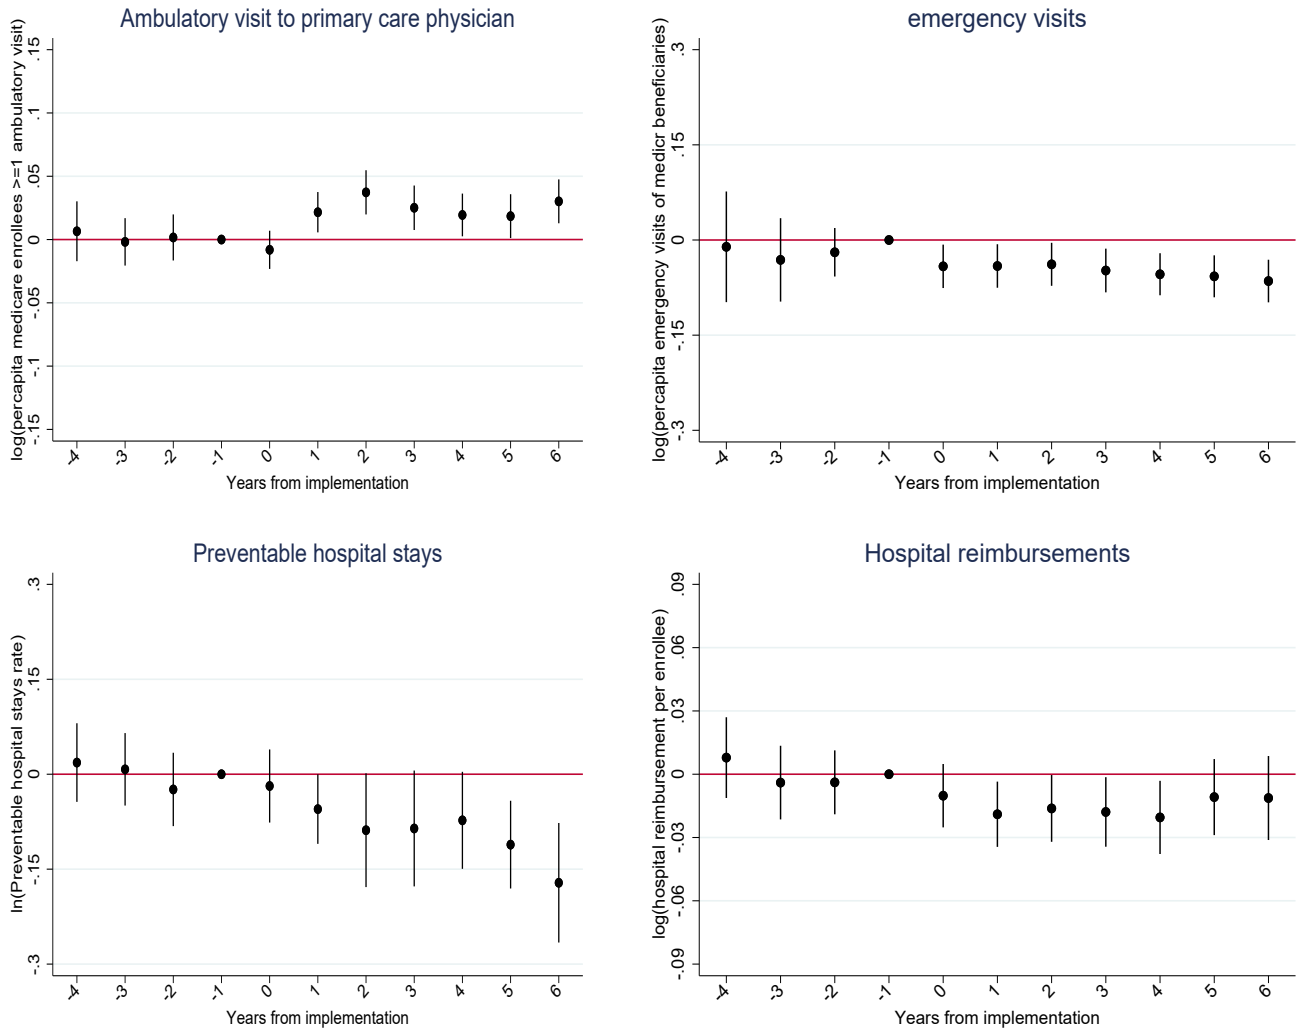 Ambulatory visit to primary care physician
log(percapita medicare enrollees >=1 ambulatory visit)
.15
.1
.05
0
-.05
-.1
-.15
-4 -3 -2 -1 0 1 2 3 4 5 6
Years from implementation
emergency visits
log(percapita emergency visits of medicr beneficiaries)
.3
.15
0
-.15
-.3
-4 -3 -2 -1 0 1 2 3 4 5 6
Years from implementation
Preventable hospital stays
ln(Preventable hospital stays rate)
.3
.15
0
-.15
-.3
-4 -3 -2 -1 0 1 2 3 4 5 6
Years from implementation
Hospital reimbursements
log(hospital reimbursement per enrollee)
.09
.06
.03
0
-.03
-.06
-.09
-4 -3 -2 -1 0 1 2 3 4 5 6
Years from implementation